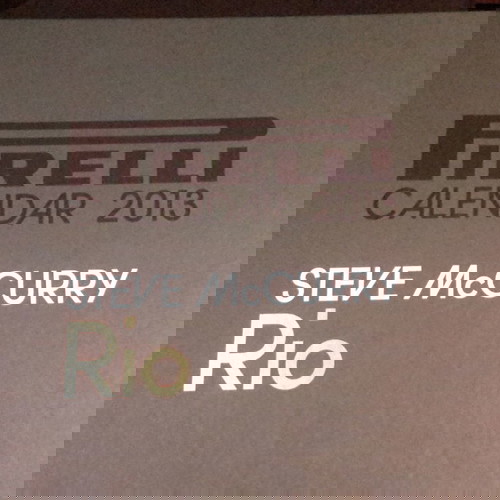 PIRELLI
CALENDAR 2013
STEVE McCURRY
Rio